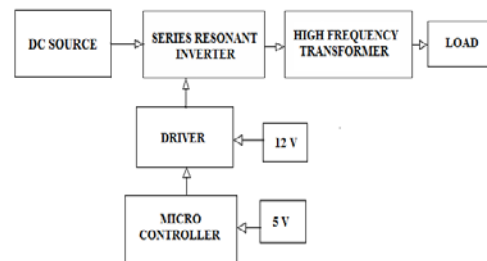 DC SOURCE
SERIES RESONANT
INVERTER
HIGH FREQUENCY
TRANSFORMER
LOAD
DRIVER
12 V
MICRO
CONTROLLER
5 V